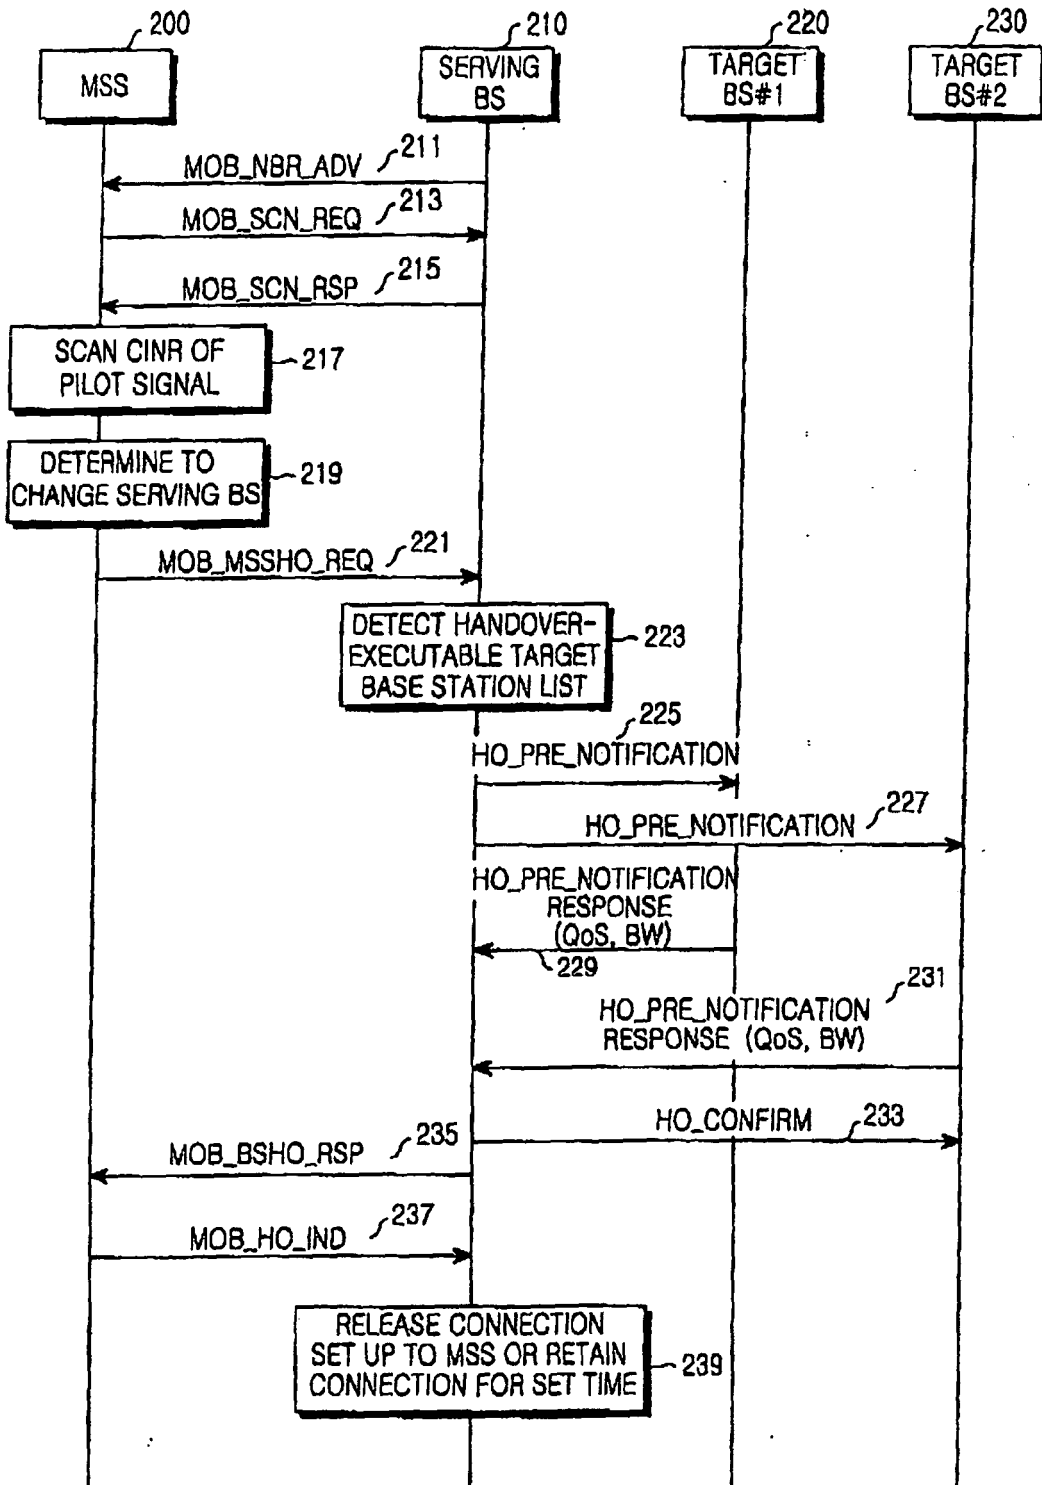 200
210
220
230
MSS
SERVING
BS
TARGET
BS#1
TARGET
BS#2
MOB_NBR_ADV
211
MOB_SCN_REQ
213
MOB_SCN_RSP
215
SCAN CINR OF
PILOT SIGNAL
217
DETERMINE TO
CHANGE SERVING BS
219
MOB_MSSHO_REQ
221
DETECT HANDOVER-
EXECUTABLE TARGET
BASE STATION LIST
223
225
HO_PRE_NOTIFICATION
227
HO_PRE_NOTIFICATION
HO_PRE_NOTIFICATION
RESPONSE
(QoS, BW)
229
231
HO_PRE_NOTIFICATION
RESPONSE (QoS, BW)
HO_CONFIRM
233
MOB_BSHO_RSP
235
MOB_HO_IND
237
RELEASE CONNECTION
SET UP TO MSS OR RETAIN
CONNECTION FOR SET TIME
239